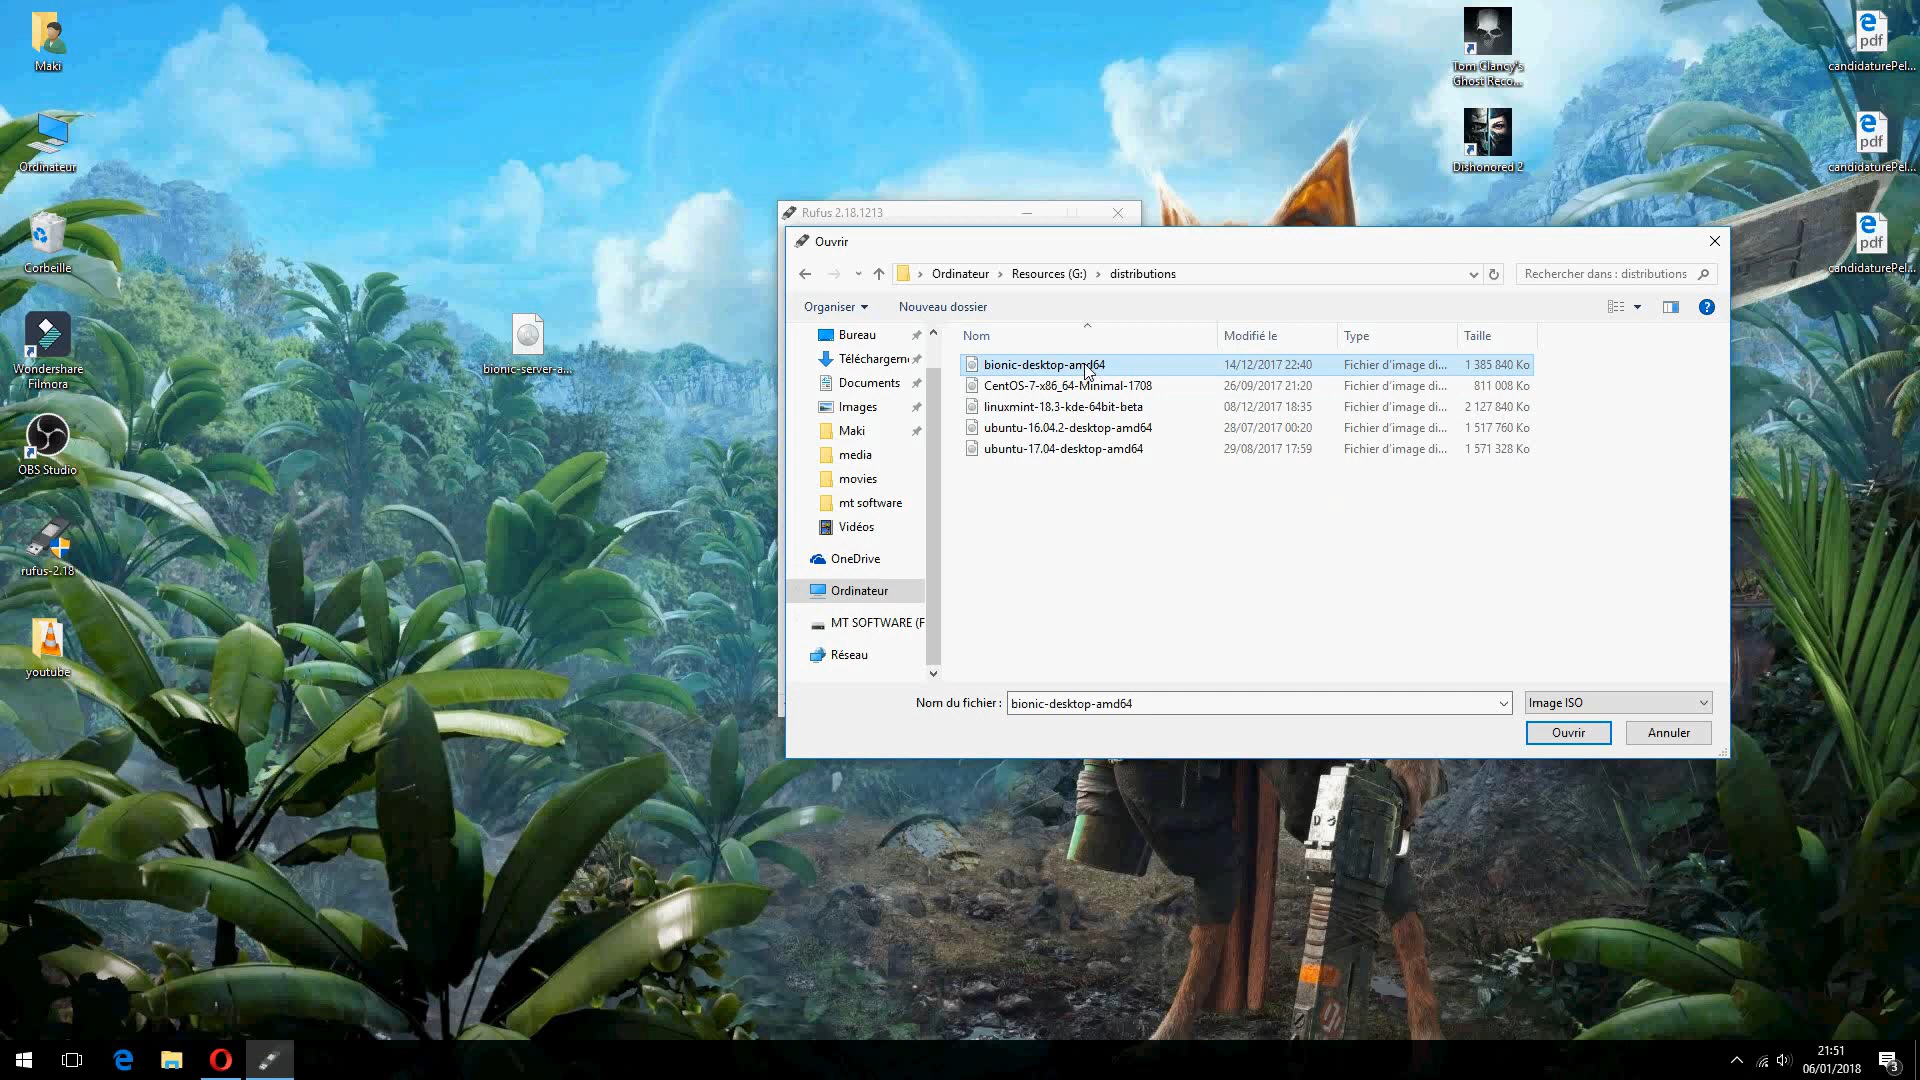 Maki
Ordinateur
Corbeille
Wondershare
Filmora
OBS Studio
rufus-2.18
youtube
bionic-server-a...
Tom Clancy's
Ghost Reco...
Dishonored 2
pdf
candidaturePel...
pdf
candidaturePel...
pdf
candidaturePel...
Rufus 2.18.1213
Ouvrir
Ordinateur > Resources (G:) > distributions
Rechercher dans : distributions
Organiser
Nouveau dossier
Bureau
Téléchargem
Documents
Images
Maki
media
movies
mt software
Vidéos
OneDrive
Ordinateur
MT SOFTWARE (F
Réseau
Nom Modifié le Type Taille
bionic-desktop-amd64 14/12/2017 22:40 Fichier d'image di... 1 385 840 Ko
CentOS-7-x86_64-Minimal-1708 26/09/2017 21:20 Fichier d'image di... 811 008 Ko
linuxmint-18.3-kde-64bit-beta 08/12/2017 18:35 Fichier d'image di... 2 127 840 Ko
ubuntu-16.04.2-desktop-amd64 28/07/2017 00:20 Fichier d'image di... 1 517 760 Ko
ubuntu-17.04-desktop-amd64 29/08/2017 17:59 Fichier d'image di... 1 571 328 Ko
Nom du fichier : bionic-desktop-amd64
Image ISO
Ouvrir
Annuler
21:51
06/01/2018
3